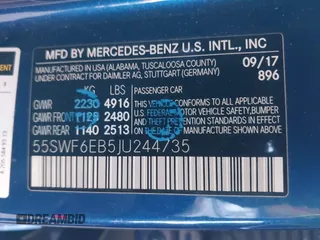 MFD BY MERCEDES-BENZ U.S. INTL., INC
MADE IN USA (ALABAMA, TUSCALOOSA COUNTY) 09/17
UNDER CONTRACT FOR DAIMLER AG, STUTTGART (GERMANY) 896
KG LBS PASSENGER CAR
GVWR 2230 4916
GAWR FRONT 1125 2480
GAWR REAR 1140 2513
THIS VEHICLE CONFORMS TO ALL APPLICABLE U.S. FEDERAL MOTOR VEHICLE SAFETY, BUMPER, AND THEFT PREVENTION STANDARDS IN EFFECT ON THE DATE OF MANUFACTURE SHOWN ABOVE.
55SWF6EB5JU244735
DREAMBID